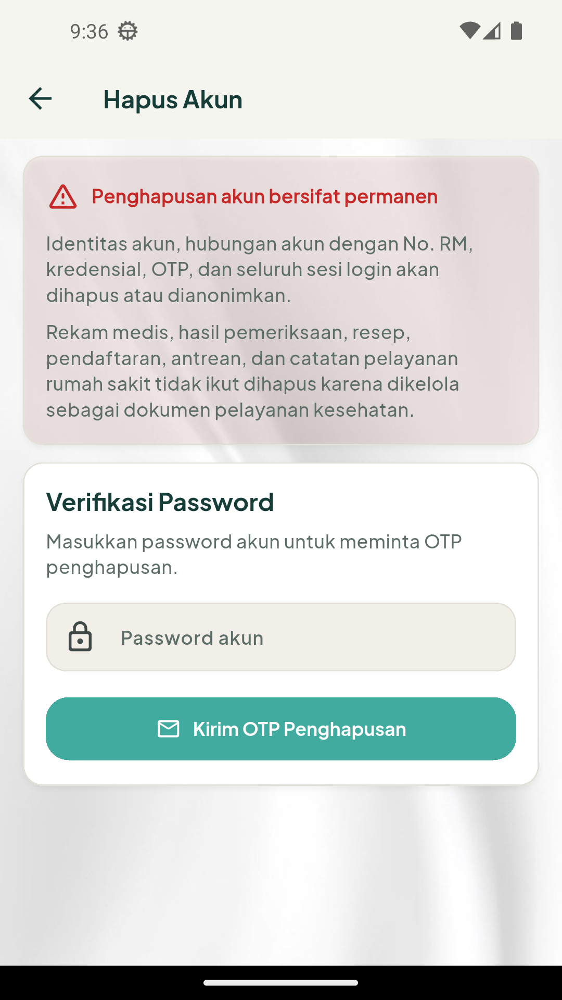 9:36
Hapus Akun
Penghapusan akun bersifat permanen
Identitas akun, hubungan akun dengan No. RM,
kredensial, OTP, dan seluruh sesi login akan
dihapus atau dianonimkan.
Rekam medis, hasil pemeriksaan, resep,
pendaftaran, antrean, dan catatan pelayanan
rumah sakit tidak ikut dihapus karena dikelola
sebagai dokumen pelayanan kesehatan.
Verifikasi Password
Masukkan password akun untuk meminta OTP
penghapusan.
Password akun
Kirim OTP Penghapusan